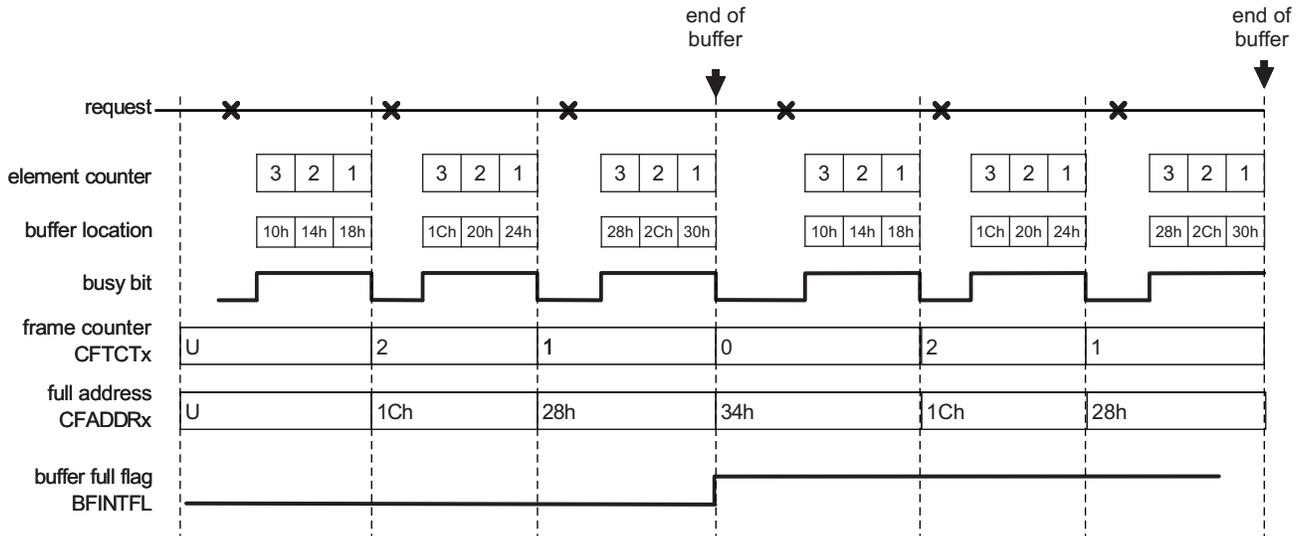 end of
buffer
end of
buffer
request
element counter
3 2 1 3 2 1 3 2 1 3 2 1 3 2 1 3 2 1
buffer location
10h 14h 18h 1Ch 20h 24h 28h 2Ch 30h 10h 14h 18h 1Ch 20h 24h 28h 2Ch 30h
busy bit
frame counter
CFTCTx
U 2 1 0 2 1
full address
CFADDRx
U 1Ch 28h 34h 1Ch 28h
buffer full flag
BFINTFL